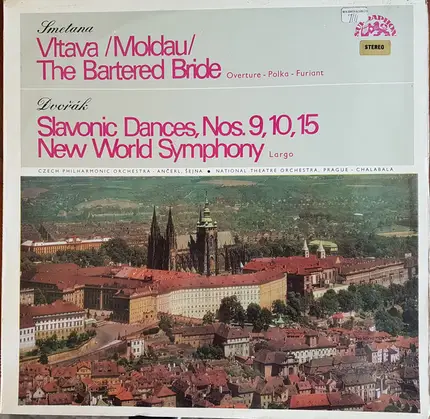 Smetana
Vltava /Moldau/
The Bartered Bride Overture - Polka - Furiant
Dvořák
Slavonic Dances, Nos. 9, 10, 15
New World Symphony Largo
CZECH PHILHARMONIC ORCHESTRA - ANČERL, ŠEJNA • NATIONAL THEATRE ORCHESTRA, PRAGUE - CHALABALA
SUPRAPHON
STEREO